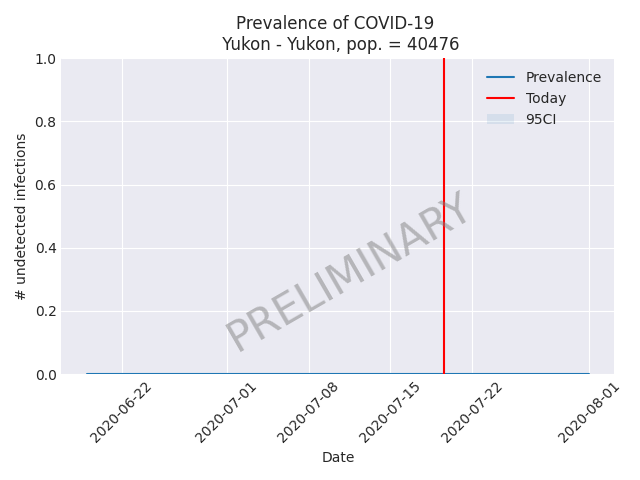 Prevalence of COVID-19
Yukon - Yukon, pop. = 40476
1.0
0.8
0.6
0.4
0.2
0.0
# undetected infections
Prevalence
Today
95CI
PRELIMINARY
2020-06-22
2020-07-01
2020-07-08
2020-07-15
2020-07-22
2020-08-01
Date